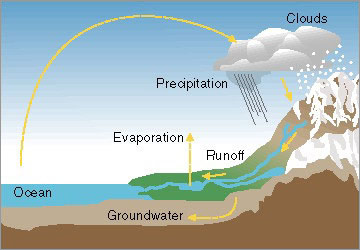 Clouds
Precipitation
Evaporation
Runoff
Ocean
Groundwater